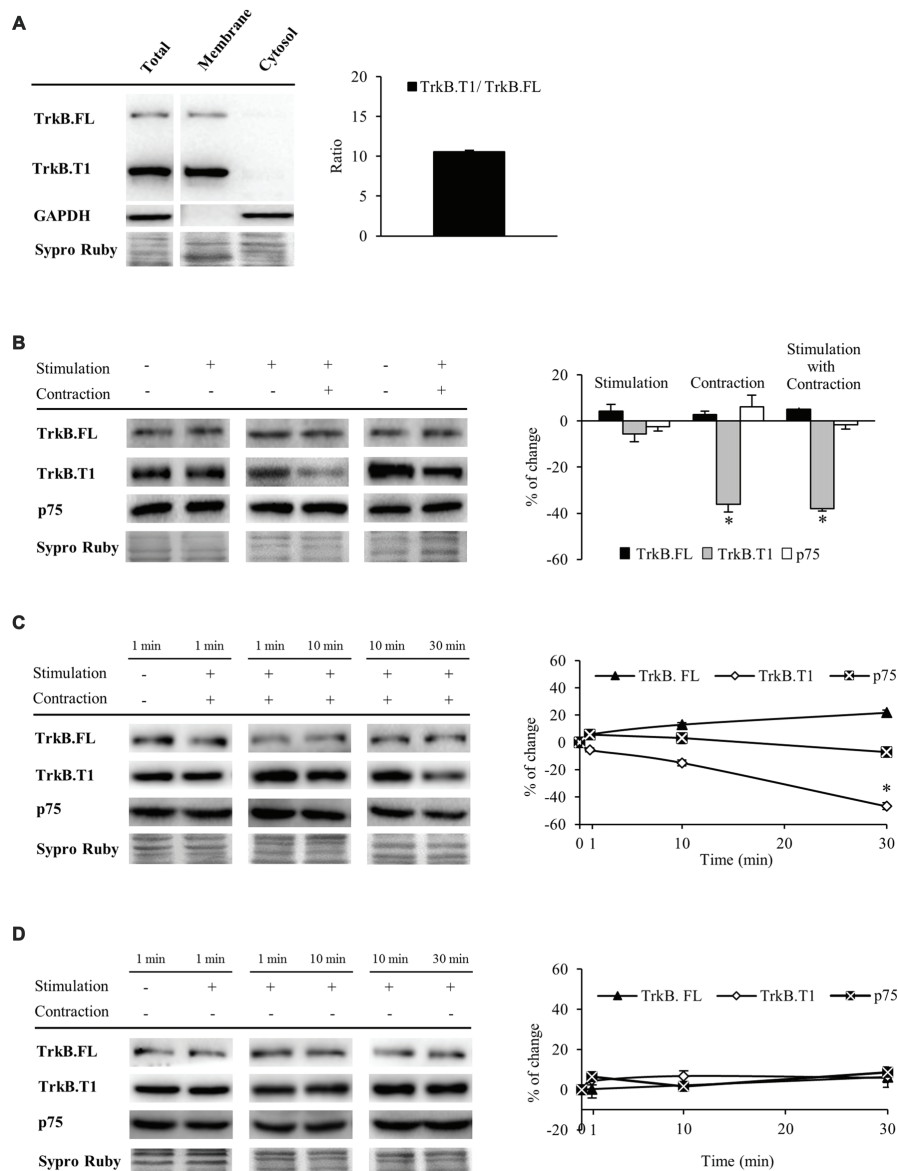 A
Total Membrane Cytosol
TrkB.FL
TrkB.T1
GAPDH
Sypro Ruby
20
15
10
5
0
Ratio
TrkB.T1/ TrkB.FL
B
Stimulation - + + + - +
Contraction - - - + - +
TrkB.FL
TrkB.T1
p75
Sypro Ruby
20
0
-20
-40
-60
% of change
Stimulation Contraction Stimulation
with
Contraction
* *
TrkB.FL TrkB.T1 p75
C
1 min 1 min 1 min 10 min 10 min 30 min
Stimulation - + + + + +
Contraction - + + + + +
TrkB.FL
TrkB.T1
p75
Sypro Ruby
60
40
20
0
-20
-40
-60
% of change
TrkB. FL TrkB.T1 p75
*
0 1 10 20 30
Time (min)
D
1 min 1 min 1 min 10 min 10 min 30 min
Stimulation - + + + + +
Contraction - - - - - -
TrkB.FL
TrkB.T1
p75
Sypro Ruby
60
40
20
0
-20
% of change
TrkB. FL TrkB.T1 p75
0 1 10 20 30
Time (min)